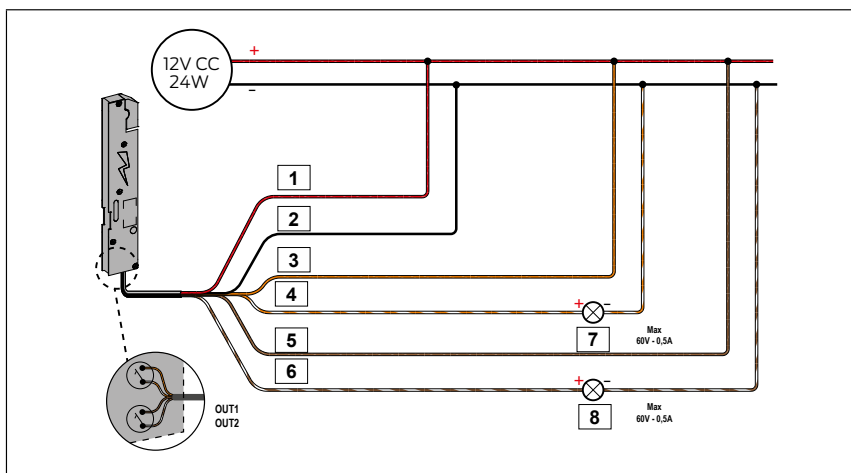 +
12V CC
24W
–
1
2
3
4
+ –
7
Max
60V - 0,5A
5
6
+ –
8
Max
60V - 0,5A
OUT1
OUT2